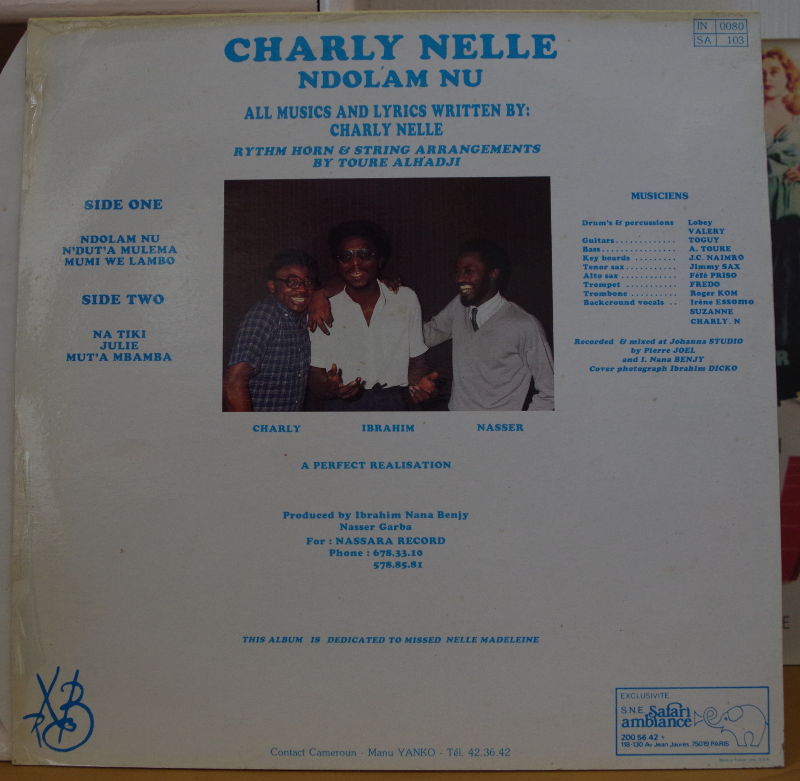 IN 0080
SA 103
CHARLY NELLE
NDOLAM NU
ALL MUSICS AND LYRICS WRITTEN BY:
CHARLY NELLE
RYTHM HORN & STRING ARRANGEMENTS
BY TOURE ALHADJI
SIDE ONE
NDOLAM NU
N'DUT'A MULEMA
MUMI WE LAMBO
SIDE TWO
NA TIKI
JULIE
MUT'A MBAMBA
MUSICIENS
Drum's & percussions Lobey
VALERY
Guitars............. TOGUY
Bass................ A. TOURE
Key boards ......... J.C. NAIMRO
Tenor sax........... Jimmy SAX
Alto sax ............ Féfé PRISO
Trompet ........... FREDO
Trombone .......... Roger KOM
Background vocals .. Irène ESSOMO
SUZANNE
CHARLY. N
Recorded & mixed at Johanna STUDIO
by Pierre JOEL
and I. Nana BENJY
Cover photograph Ibrahim DICKO
CHARLY IBRAHIM NASSER
A PERFECT REALISATION
Produced by Ibrahim Nana Benjy
Nasser Garba
For : NASSARA RECORD
Phone : 678.33.10
578.85.81
THIS ALBUM IS DEDICATED TO MISSED NELLE MADELEINE
EXCLUSIVITE
S.N.E. Safari
ambiance
200 56 42 +
118-130 Av Jean Jaures 75019 PARIS
Contact Cameroun - Manu YANKO - Tél. 42.36.42